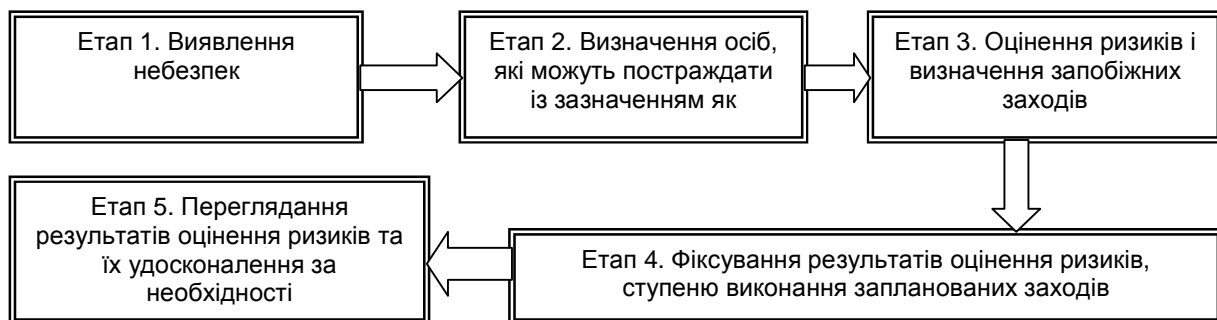 Етап 1. Виявлення
небезпек
Етап 2. Визначення осіб,
які можуть постраждати
із зазначенням як
Етап 3. Оцінення ризиків і
визначення запобіжних
заходів
Етап 4. Фіксування результатів оцінення ризиків,
ступеню виконання запланованих заходів
Етап 5. Переглядання
результатів оцінення ризиків та
їх удосконалення за
необхідності